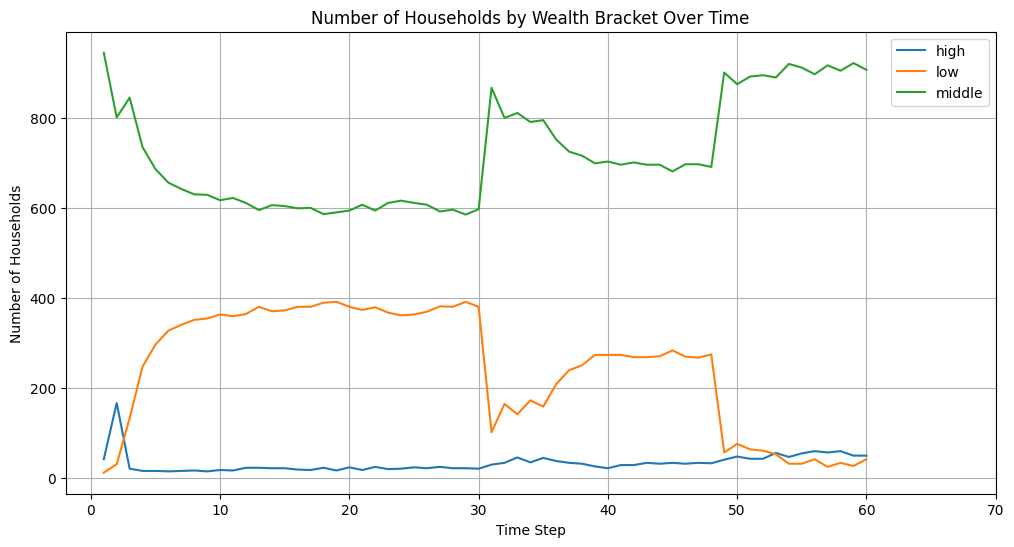 Number of Households by Wealth Bracket Over Time
high
low
middle
Number of Households
800
600
400
200
0
0 10 20 30 40 50 60 70
Time Step